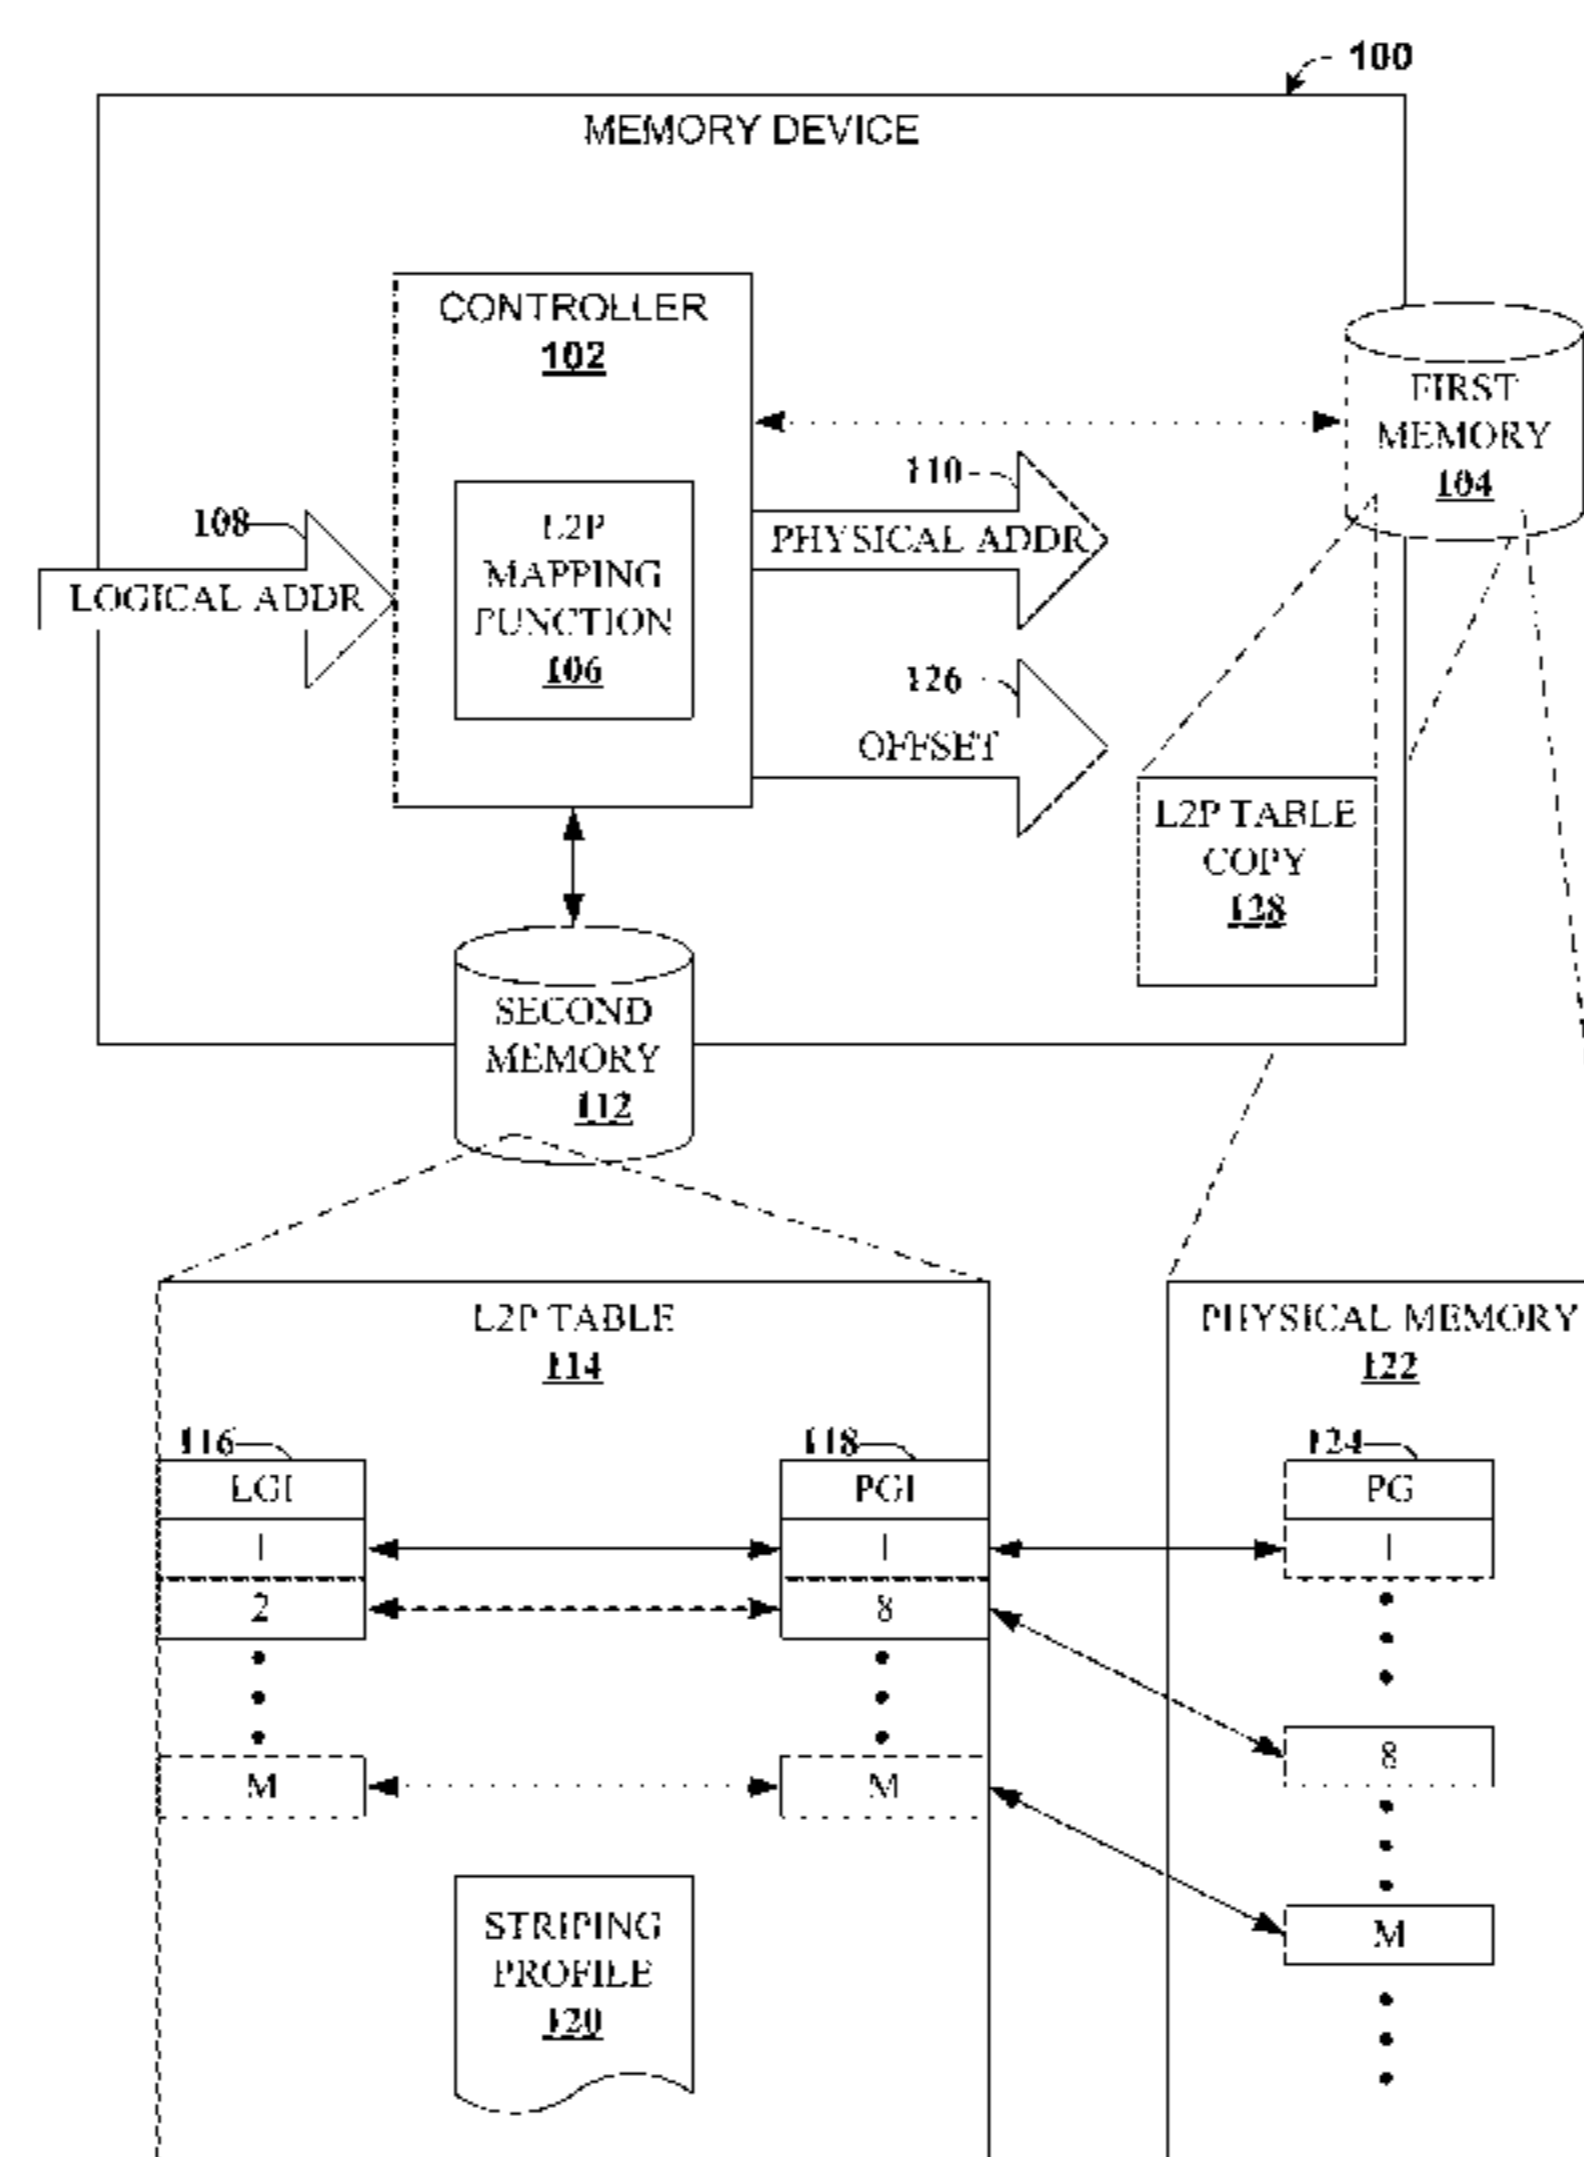 100
MEMORY DEVICE
CONTROLLER
102
FIRST
MEMORY
104
110
108
L2P
MAPPING
FUNCTION
106
PHYSICAL ADDR
LOGICAL ADDR
126
OFFSET
L2P TABLE
COPY
128
SECOND
MEMORY
112
L2P TABLE
114
PHYSICAL MEMORY
122
116
118
124
LGI
PGI
PG
1
1
1
2
8
8
M
M
M
STRIPING
PROFILE
120